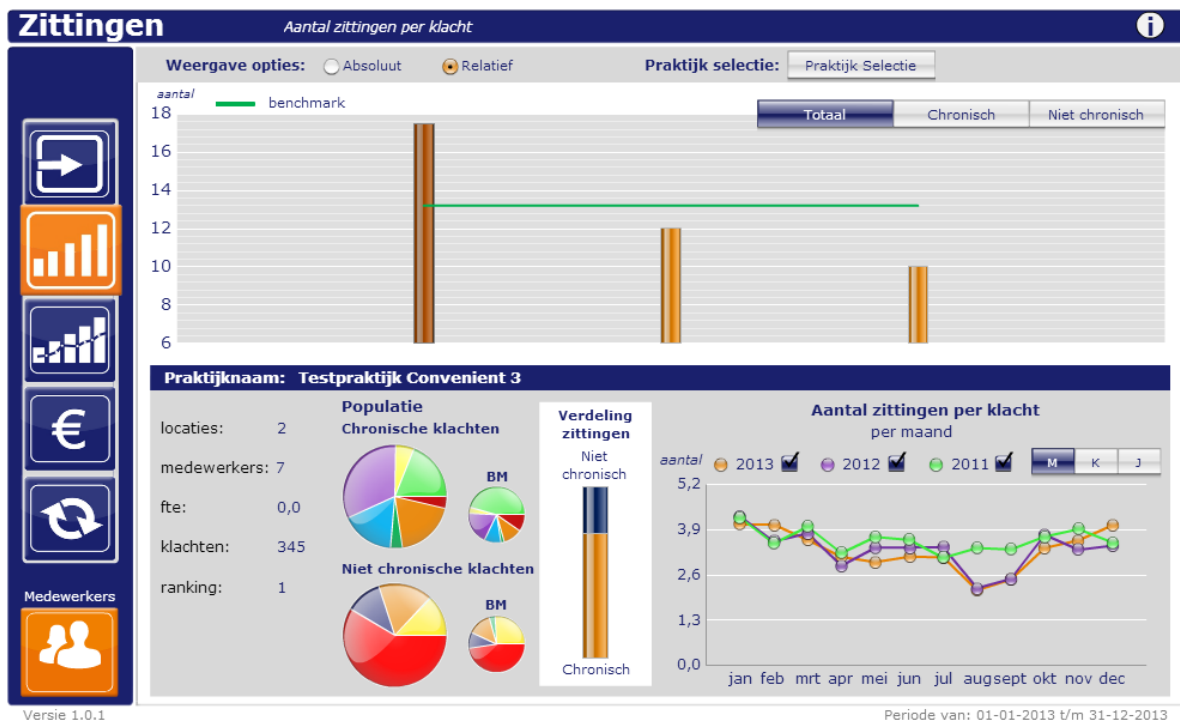 Zittingen
Aantal zittingen per klacht
i
Weergave opties: Absoluut Relatief
Praktijk selectie: Praktijk Selectie
aantal
benchmark
Totaal Chronisch Niet chronisch
18
16
14
12
10
8
6
€
Medewerkers
Praktijknaam: Testpraktijk Convenient 3
locaties: 2
medewerkers: 7
fte: 0,0
klachten: 345
ranking: 1
Populatie
Chronische klachten
BM
Niet chronische klachten
BM
Verdeling
zittingen
Niet
chronisch
Chronisch
Aantal zittingen per klacht
per maand
aantal 2013 2012 2011 M K J
5,2
3,9
2,6
1,3
0,0
jan feb mrt apr mei jun jul aug sept okt nov dec
Versie 1.0.1
Periode van: 01-01-2013 t/m 31-12-2013